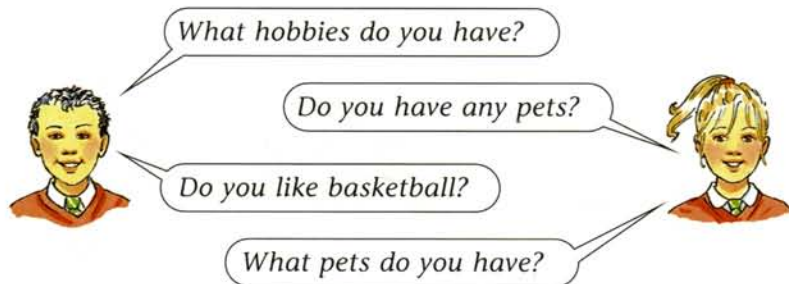 What hobbies do you have?
Do you have any pets?
Do you like basketball?
What pets do you have?